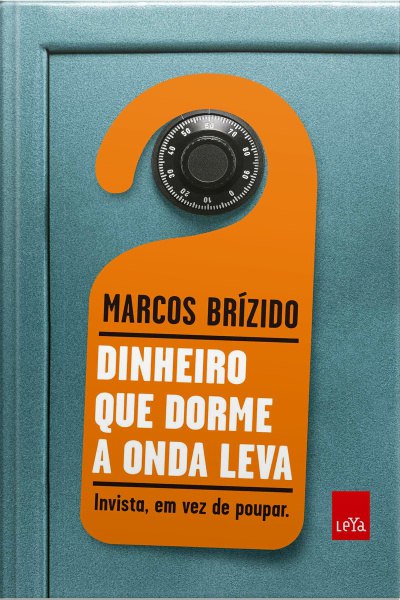 MARCOS BRÍZIDO
DINHEIRO
QUE DORME
A ONDA LEVA
Invista, em vez de poupar.
LEYA